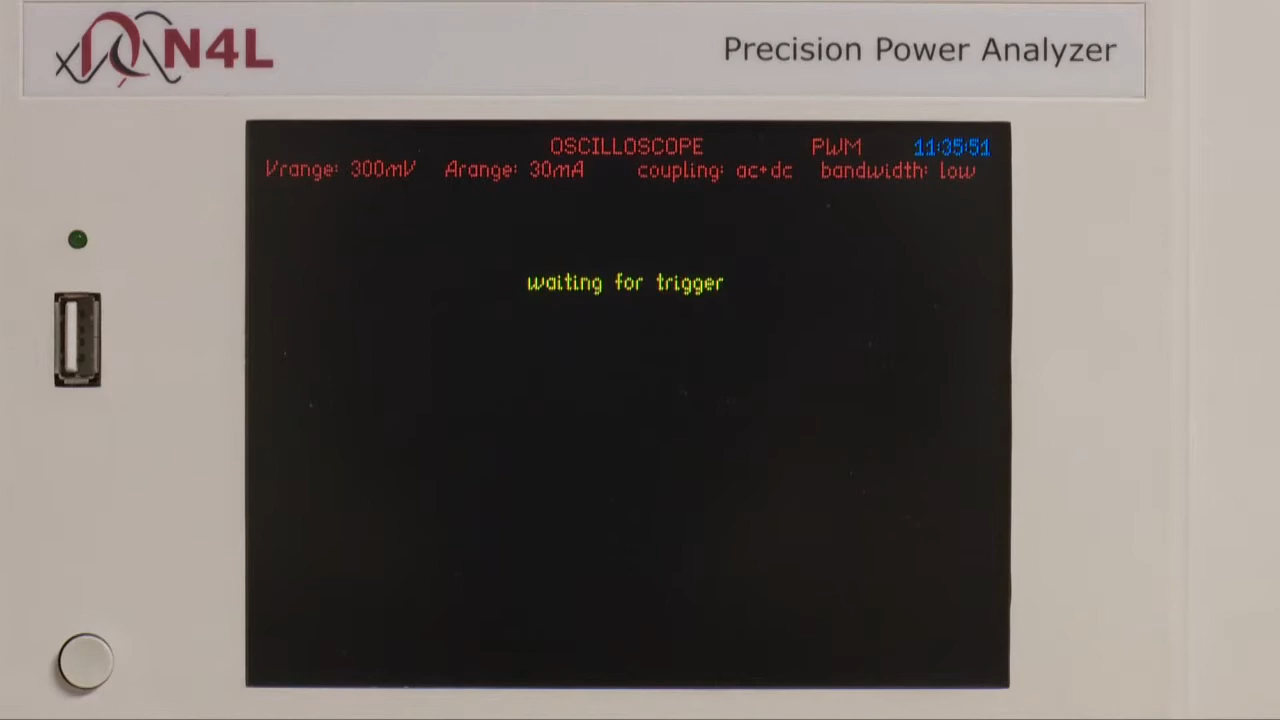 N4L
Precision Power Analyzer
OSCILLOSCOPE PWM 11:35:51
Vrange: 300mV Arange: 30mA coupling: ac+dc bandwidth: low
waiting for trigger